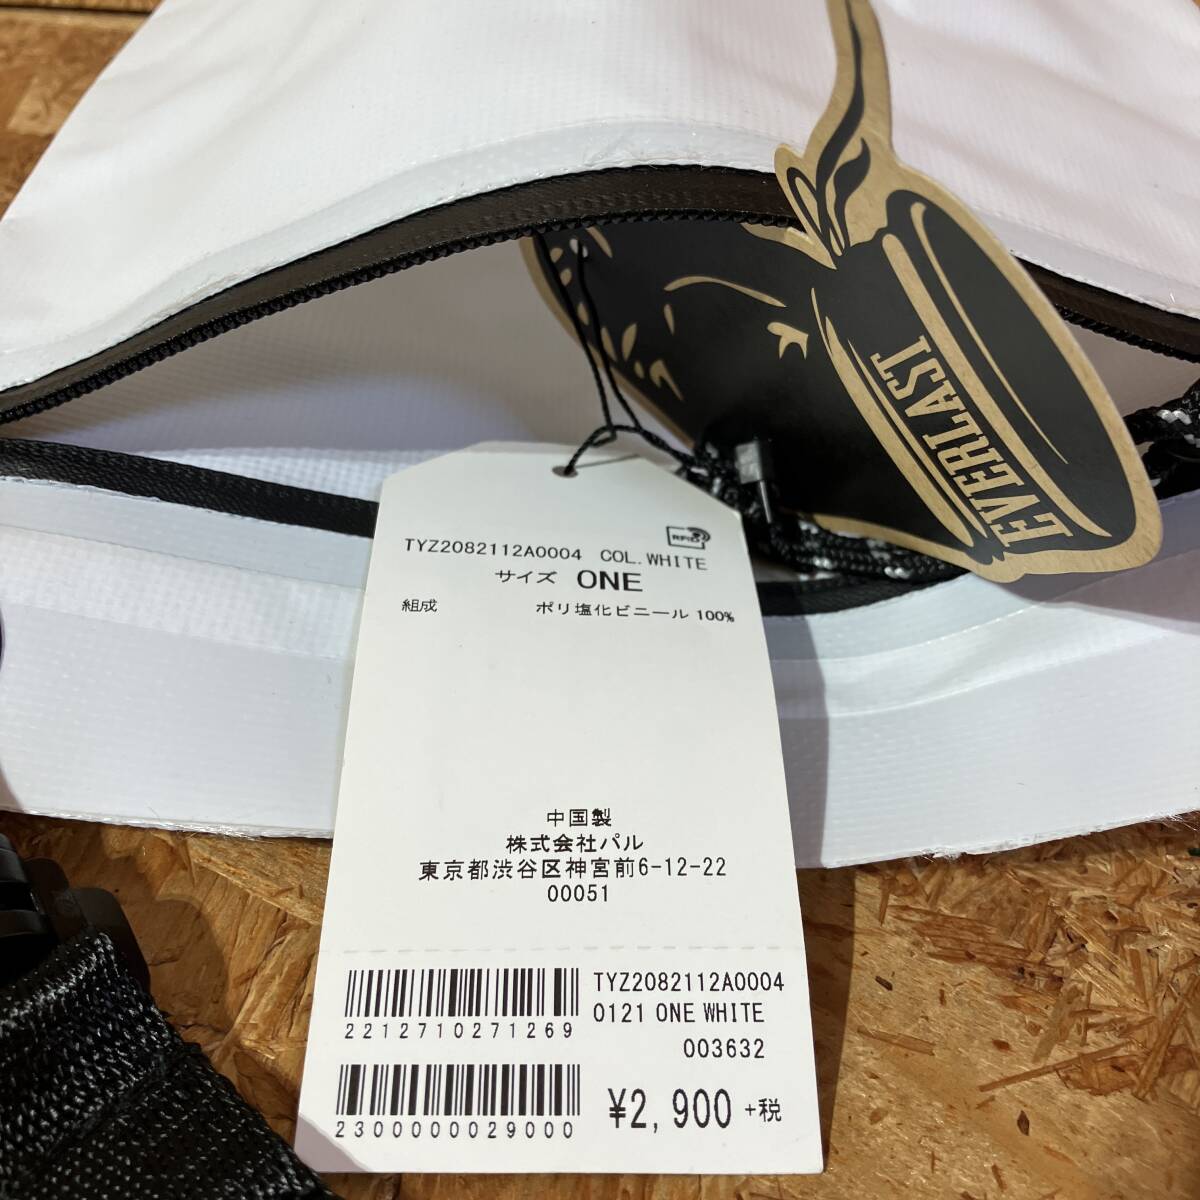 EVERLAST
RFID
TYZ2082112A0004 COL.WHITE
サイズ ONE
組成 ポリ塩化ビニール 100%
中国製
株式会社パル
東京都渋谷区神宮前6-12-22
00051
TYZ2082112A0004
2212710271269
0121 ONE WHITE
003632
2300000029000
¥2,900 +税